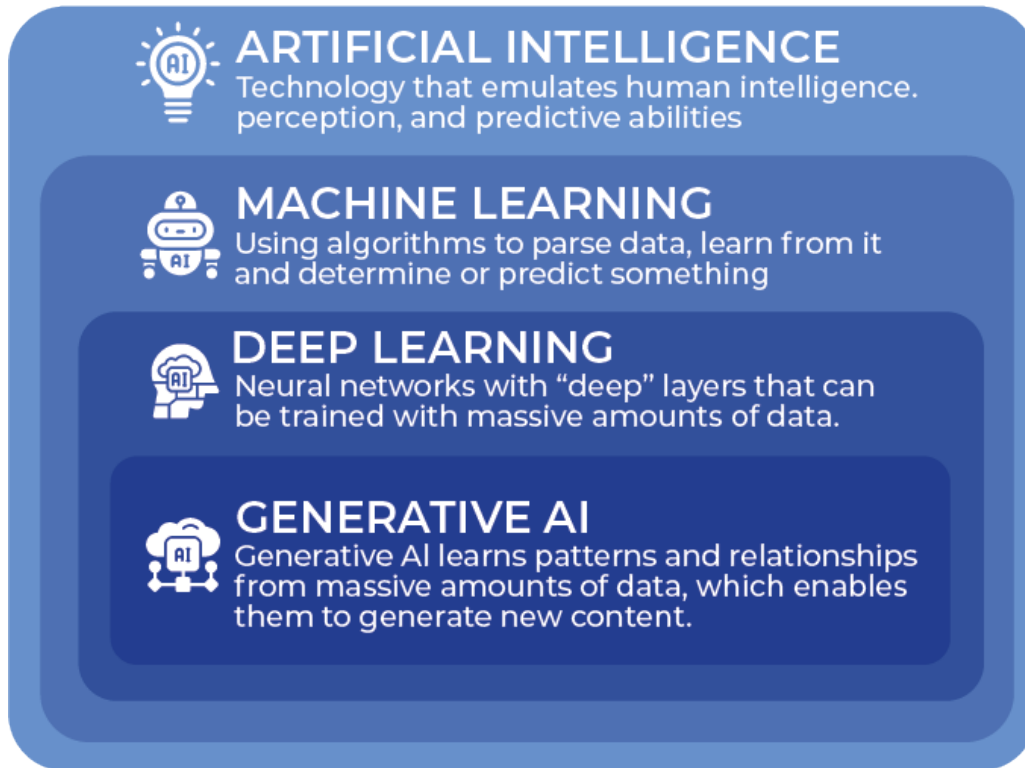 AI
ARTIFICIAL INTELLIGENCE
Technology that emulates human intelligence.
perception, and predictive abilities
MACHINE LEARNING
Using algorithms to parse data, learn from it
and determine or predict something
AI
DEEP LEARNING
Neural networks with “deep” layers that can
be trained with massive amounts of data.
AI
GENERATIVE AI
Generative AI learns patterns and relationships
from massive amounts of data, which enables
them to generate new content.
AI